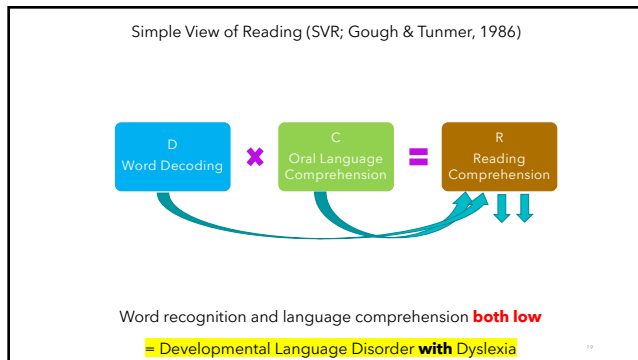 Simple View of Reading (SVR; Gough & Tunmer, 1986)
D
Word Decoding
×
C
Oral Language
Comprehension
=
R
Reading
Comprehension
Word recognition and language comprehension both low
= Developmental Language Disorder with Dyslexia
19